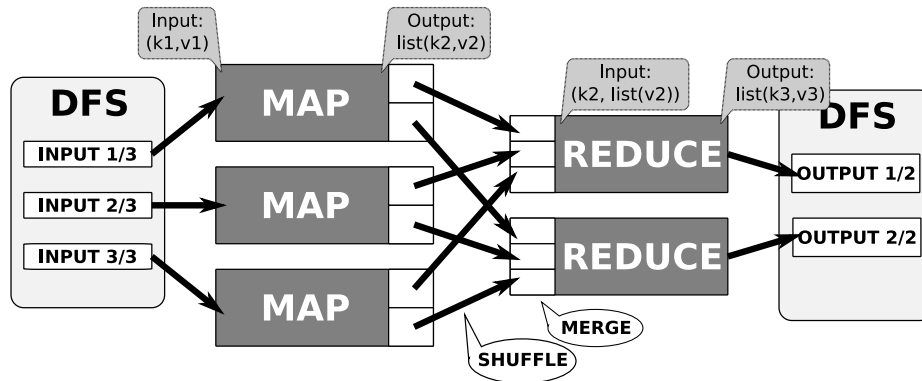 Input:
(k1,v1)
Output:
list(k2,v2)
DFS
INPUT 1/3
INPUT 2/3
INPUT 3/3
MAP
MAP
MAP
Input:
(k2, list(v2))
Output:
list(k3,v3)
REDUCE
REDUCE
DFS
OUTPUT 1/2
OUTPUT 2/2
MERGE
SHUFFLE